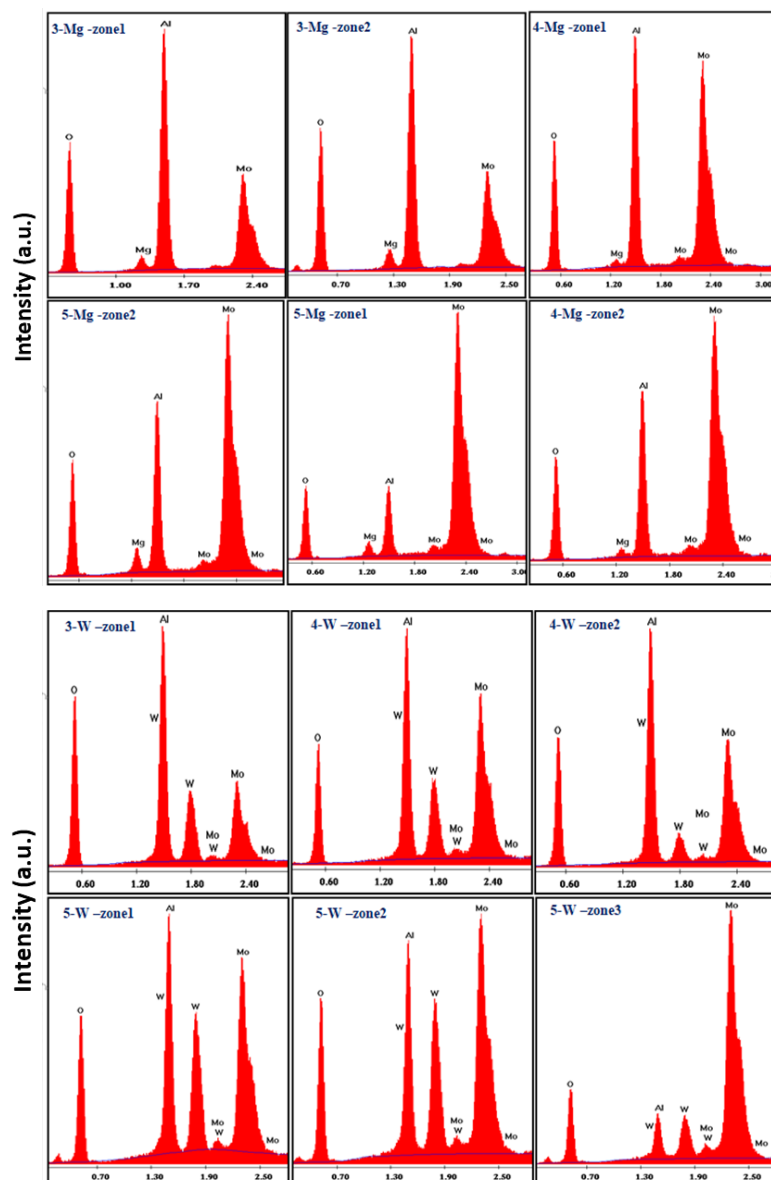 Intensity (a.u.)
3-Mg -zone1
O
Mg
Al
Mo
1.00 1.70 2.40
3-Mg -zone2
O
Mg
Al
Mo
0.70 1.30 1.90 2.50
4-Mg -zone1
O
Mg
Al
Mo
Mo
Mo
0.60 1.20 1.80 2.40 3.00
5-Mg -zone2
O
Mg
Al
Mo
Mo
Mo
5-Mg -zone1
O
Mg
Al
Mo
Mo
Mo
0.60 1.20 1.80 2.40 3.00
4-Mg -zone2
O
Mg
Al
Mo
Mo
Mo
0.60 1.20 1.80 2.40
Intensity (a.u.)
3-W –zone1
O
W
Al
W
Mo
W
Mo
Mo
0.60 1.20 1.80 2.40
4-W –zone1
O
W
Al
W
Mo
W
Mo
Mo
0.60 1.20 1.80 2.40
4-W –zone2
O
W
Al
W
Mo
W
Mo
Mo
0.60 1.20 1.80 2.40
5-W –zone1
O
W
Al
W
Mo
W
Mo
Mo
0.70 1.30 1.90 2.50
5-W –zone2
O
W
Al
W
Mo
W
Mo
Mo
0.70 1.30 1.90 2.50
5-W –zone3
O
W
Al
W
Mo
W
Mo
Mo
0.70 1.30 1.90 2.50